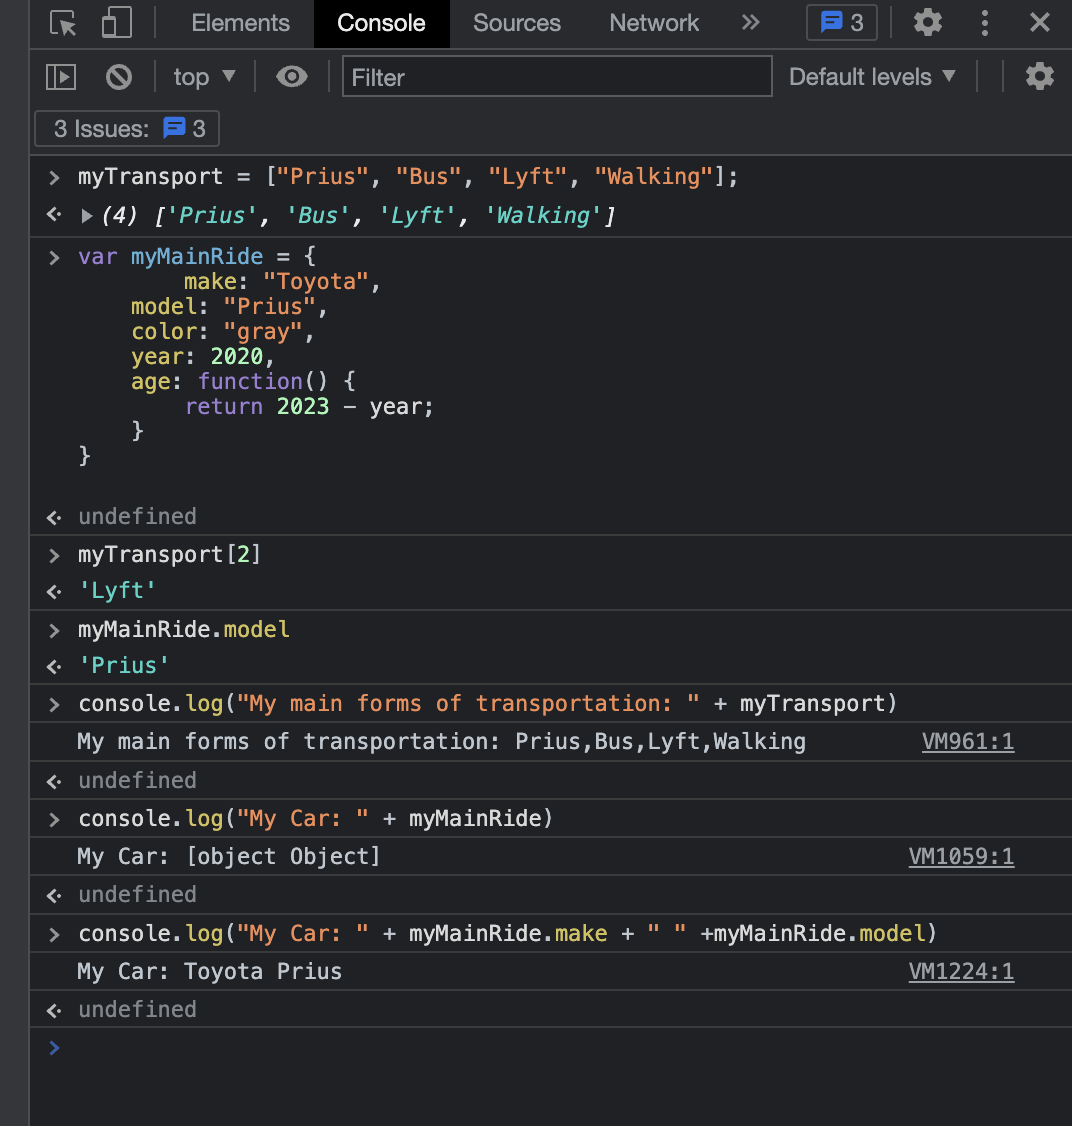 Elements Console Sources Network 3
top Filter Default levels
3 Issues: 3
myTransport = ["Prius", "Bus", "Lyft", "Walking"];
(4) ['Prius', 'Bus', 'Lyft', 'Walking']
var myMainRide = {
make: "Toyota",
model: "Prius",
color: "gray",
year: 2020,
age: function() {
return 2023 - year;
}
}
undefined
myTransport[2]
'Lyft'
myMainRide.model
'Prius'
console.log("My main forms of transportation: " + myTransport)
My main forms of transportation: Prius,Bus,Lyft,Walking VM961:1
undefined
console.log("My Car: " + myMainRide)
My Car: [object Object] VM1059:1
undefined
console.log("My Car: " + myMainRide.make + " " +myMainRide.model)
My Car: Toyota Prius VM1224:1
undefined